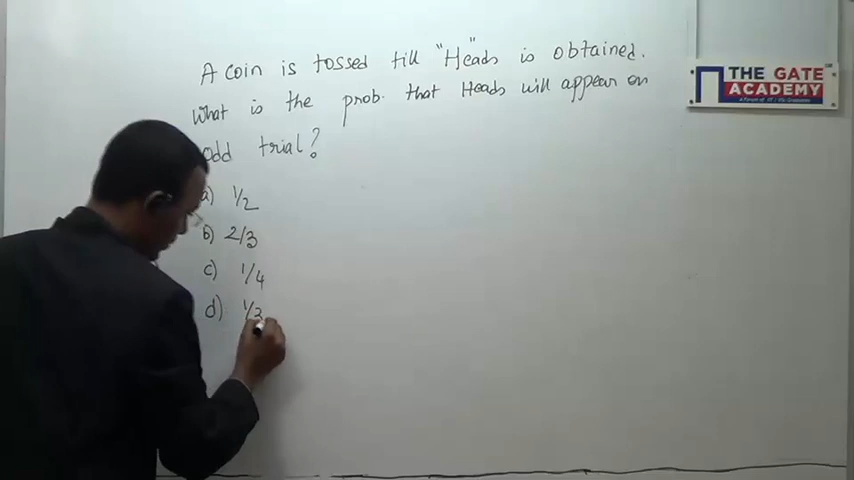 A coin is tossed till "Heads" is obtained.
What is the prob. that Heads will appear on
odd trial?
a) 1/2
b) 2/3
c) 1/4
d) 1/3
THE GATE
ACADEMY